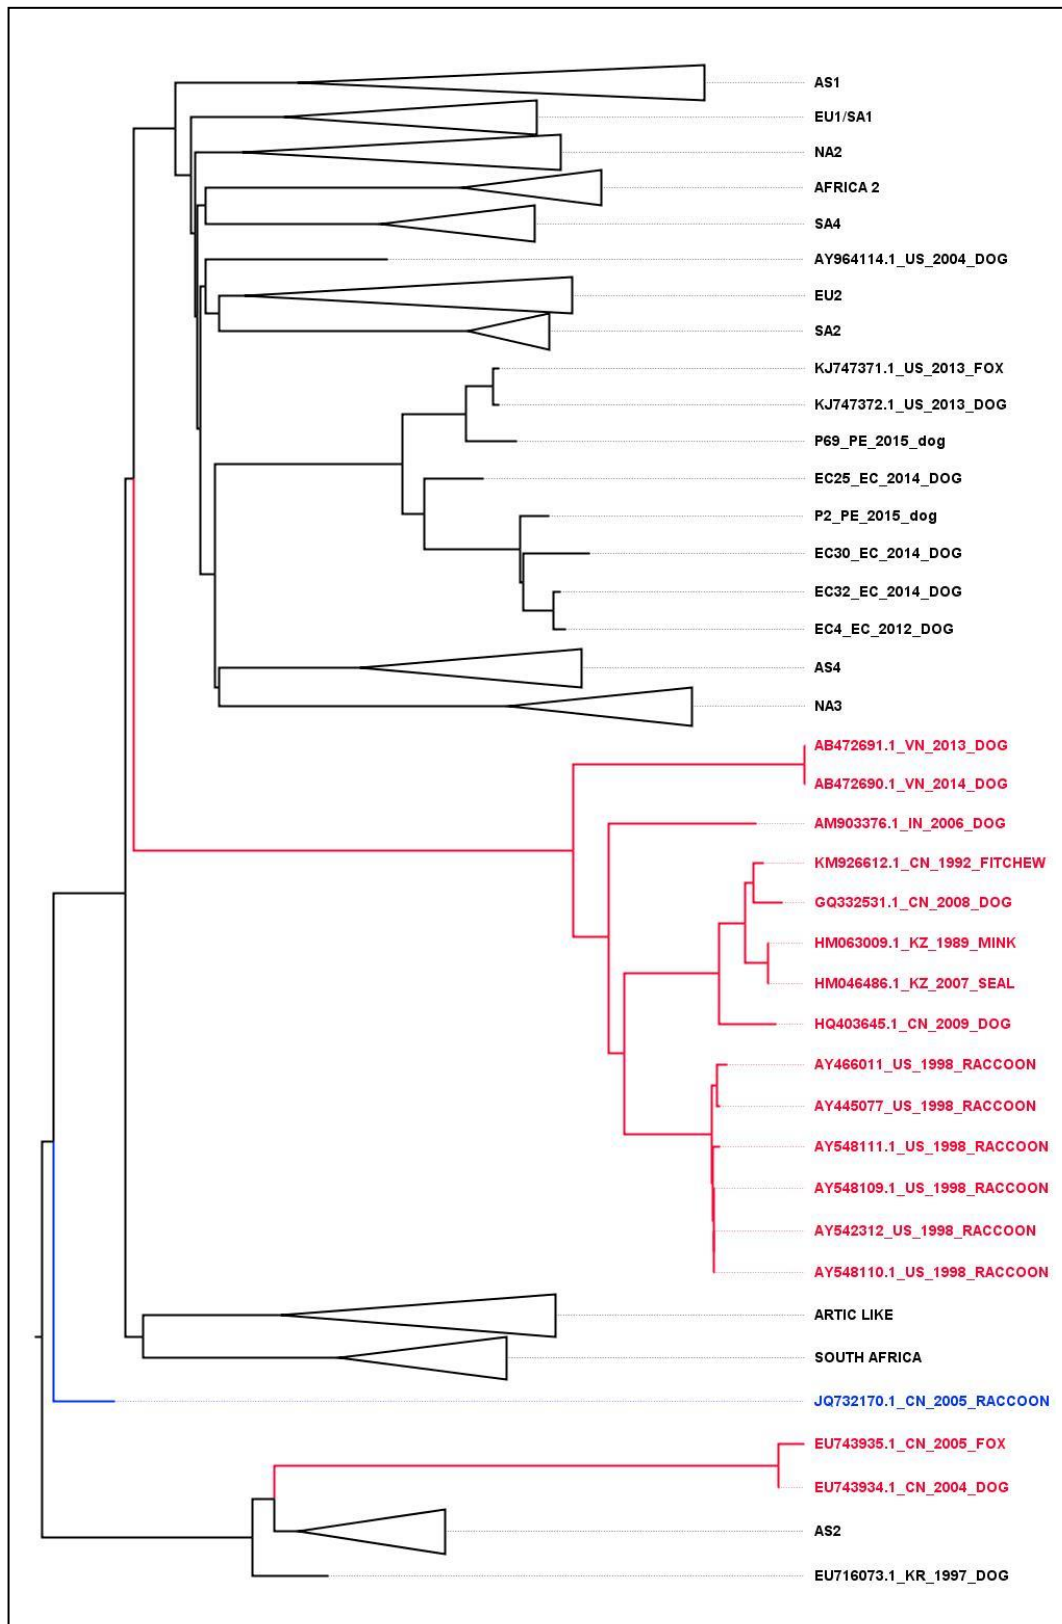 AS1
EU1/SA1
NA2
AFRICA 2
SA4
AY964114.1_US_2004_DOG
EU2
SA2
KJ747371.1_US_2013_FOX
KJ747372.1_US_2013_DOG
P69_PE_2015_dog
EC25_EC_2014_DOG
P2_PE_2015_dog
EC30_EC_2014_DOG
EC32_EC_2014_DOG
EC4_EC_2012_DOG
AS4
NA3
AB472691.1_VN_2013_DOG
AB472690.1_VN_2014_DOG
AM903376.1_IN_2006_DOG
KM926612.1_CN_1992_FITCHEW
GQ332531.1_CN_2008_DOG
HM063009.1_KZ_1989_MINK
HM046486.1_KZ_2007_SEAL
HQ403645.1_CN_2009_DOG
AY466011_US_1998_RACCOON
AY445077_US_1998_RACCOON
AY548111.1_US_1998_RACCOON
AY548109.1_US_1998_RACCOON
AY542312_US_1998_RACCOON
AY548110.1_US_1998_RACCOON
ARTIC LIKE
SOUTH AFRICA
JQ732170.1_CN_2005_RACCOON
EU743935.1_CN_2005_FOX
EU743934.1_CN_2004_DOG
AS2
EU716073.1_KR_1997_DOG